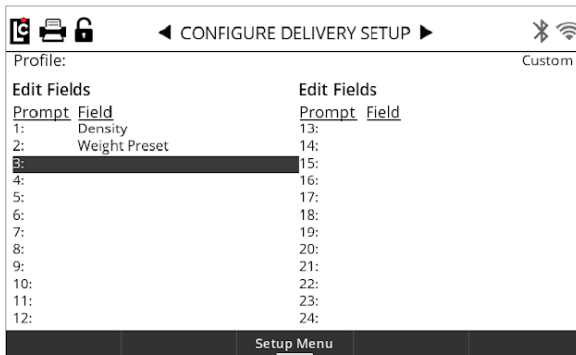 LC
◀ CONFIGURE DELIVERY SETUP ▶
Profile: Custom
Edit Fields
Prompt Field
1: Density
2: Weight Preset
3:
4:
5:
6:
7:
8:
9:
10:
11:
12:
Edit Fields
Prompt Field
13:
14:
15:
16:
17:
18:
19:
20:
21:
22:
23:
24:
Setup Menu